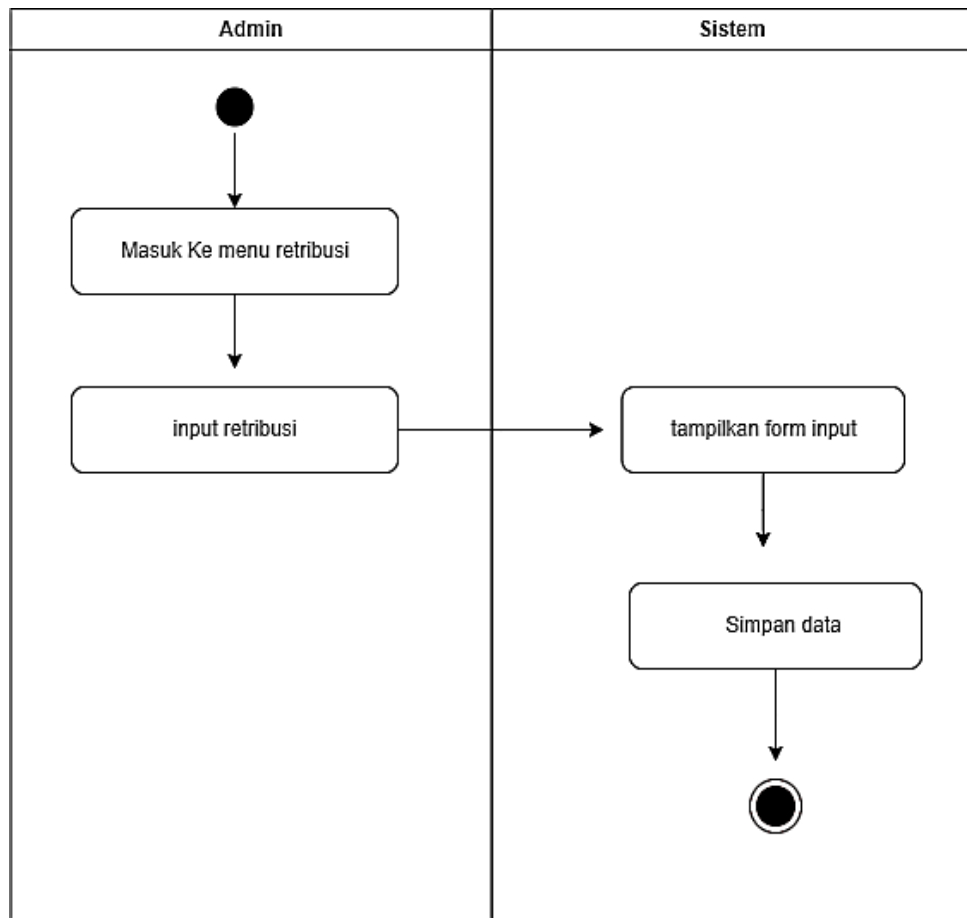 Admin
Sistem
Masuk Ke menu retribusi
input retribusi
tampilkan form input
Simpan data